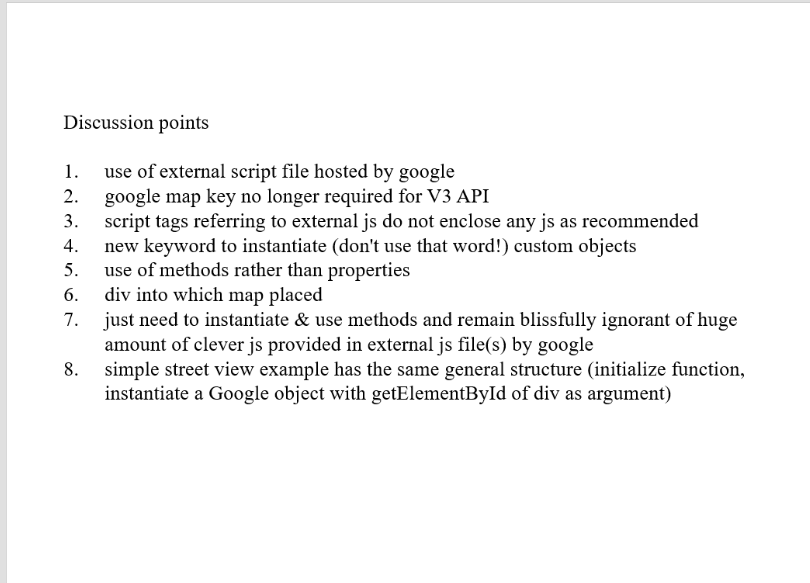 Discussion points
1. use of external script file hosted by google
2. google map key no longer required for V3 API
3. script tags referring to external js do not enclose any js as recommended
4. new keyword to instantiate (don't use that word!) custom objects
5. use of methods rather than properties
6. div into which map placed
7. just need to instantiate & use methods and remain blissfully ignorant of huge
amount of clever js provided in external js file(s) by google
8. simple street view example has the same general structure (initialize function,
instantiate a Google object with getElementById of div as argument)